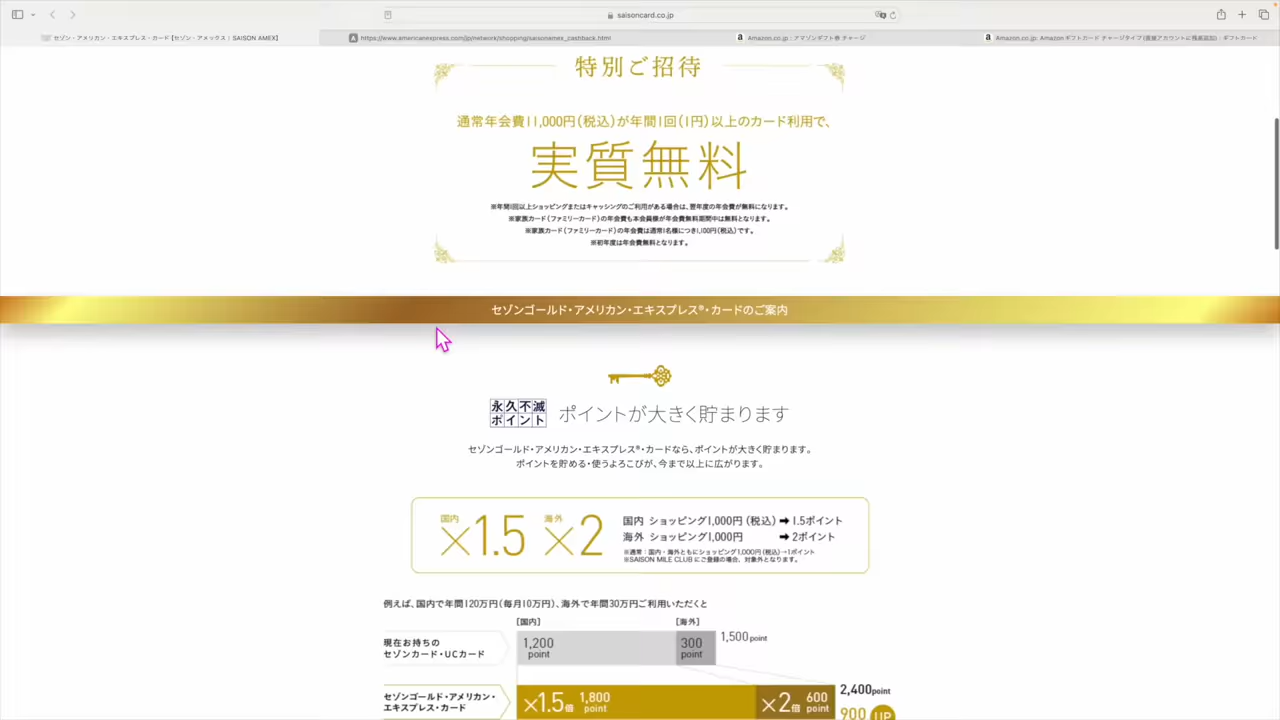 saisoncard.co.jp
セゾン・アメリカン・エキスプレス・カード【セゾン・アメックス】 SAISON AMEX]
https://www.americanexpress.com/jp/network/shopping/saisonamex_cashback.html
Amazon.co.jp : アマゾンギフト券 チャージ
Amazon.co.jp: Amazonギフトカード チャージタイプ(直接アカウントに残高追加) : ギフトカード
特別ご招待
通常年会費11,000円(税込)が年間1回(1円)以上のカード利用で、
実質無料
※年間1回以上ショッピングまたはキャッシングのご利用がある場合は、翌年度の年会費が無料になります。
※家族カード(ファミリーカード)の年会費も本会員様が年会費無料期間中は無料となります。
※家族カード(ファミリーカード)の年会費は通常1名様につき1,100円(税込)です。
※初年度は年会費無料となります。
セゾンゴールド・アメリカン・エキスプレス®・カードのご案内
永久不滅ポイント ポイントが大きく貯まります
セゾンゴールド・アメリカン・エキスプレス®・カードなら、ポイントが大きく貯まります。
ポイントを貯める・使うよろこびが、今まで以上に広がります。
国内 ×1.5 海外 ×2
国内 ショッピング1,000円(税込) ➡ 1.5ポイント
海外 ショッピング1,000円 ➡ 2ポイント
※通常:国内・海外ともにショッピング1,000円(税込)→1ポイント
※SAISON MILE CLUBにご登録の場合、対象外となります。
例えば、国内で年間120万円(毎月10万円)、海外で年間30万円ご利用いただくと
[国内] [海外]
現在お持ちの
セゾンカード・UCカード
1,200 point 300 point 1,500point
セゾンゴールド・アメリカン・
エキスプレス・カード
×1.5倍 1,800 point ×2倍 600 point 2,400point
900 UP